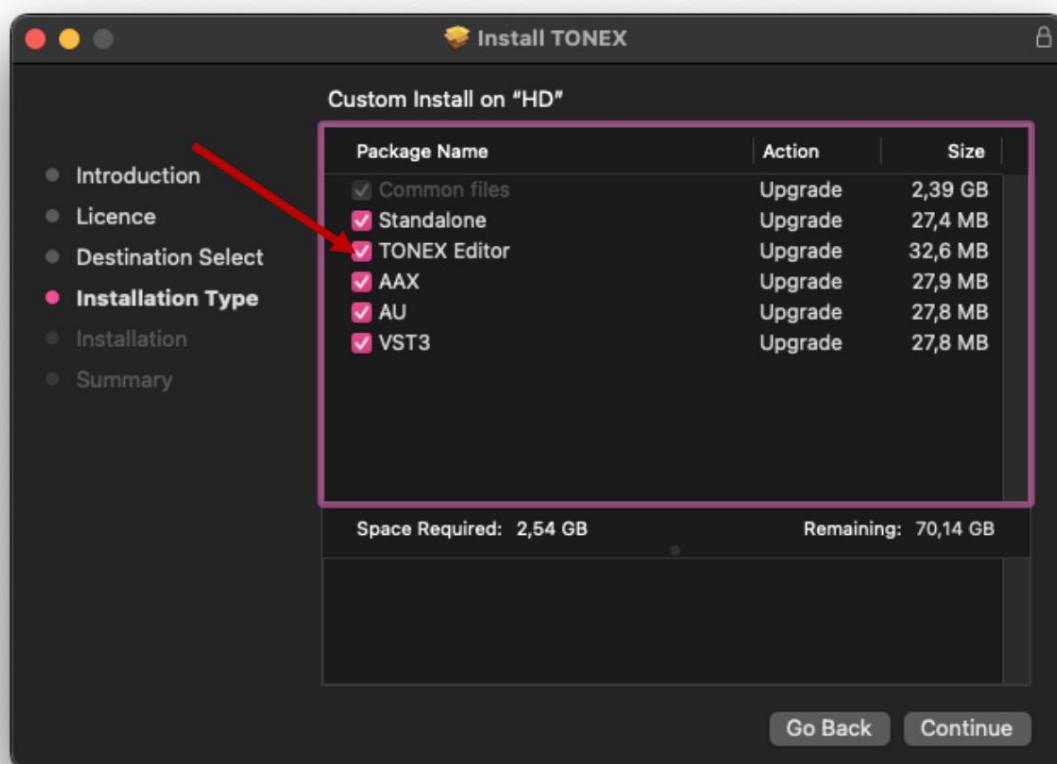 Install TONEX
Custom Install on “HD”
Introduction
Licence
Destination Select
Installation Type
Installation
Summary
Package Name Action Size
Common files Upgrade 2,39 GB
Standalone Upgrade 27,4 MB
TONEX Editor Upgrade 32,6 MB
AAX Upgrade 27,9 MB
AU Upgrade 27,8 MB
VST3 Upgrade 27,8 MB
Space Required: 2,54 GB Remaining: 70,14 GB
Go Back Continue